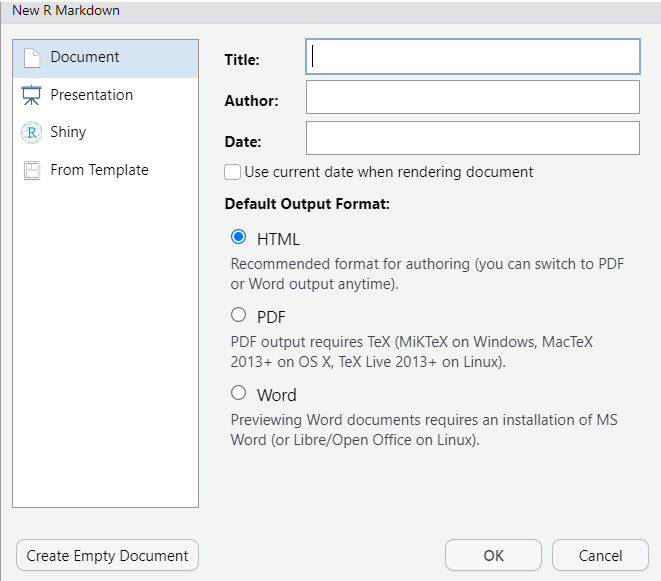 New R Markdown
Document
Presentation
R Shiny
From Template
Title:
Author:
Date:
Use current date when rendering document
Default Output Format:
HTML
Recommended format for authoring (you can switch to PDF
or Word output anytime).
PDF
PDF output requires TeX (MiKTeX on Windows, MacTeX
2013+ on OS X, TeX Live 2013+ on Linux).
Word
Previewing Word documents requires an installation of MS
Word (or Libre/Open Office on Linux).
Create Empty Document
OK
Cancel